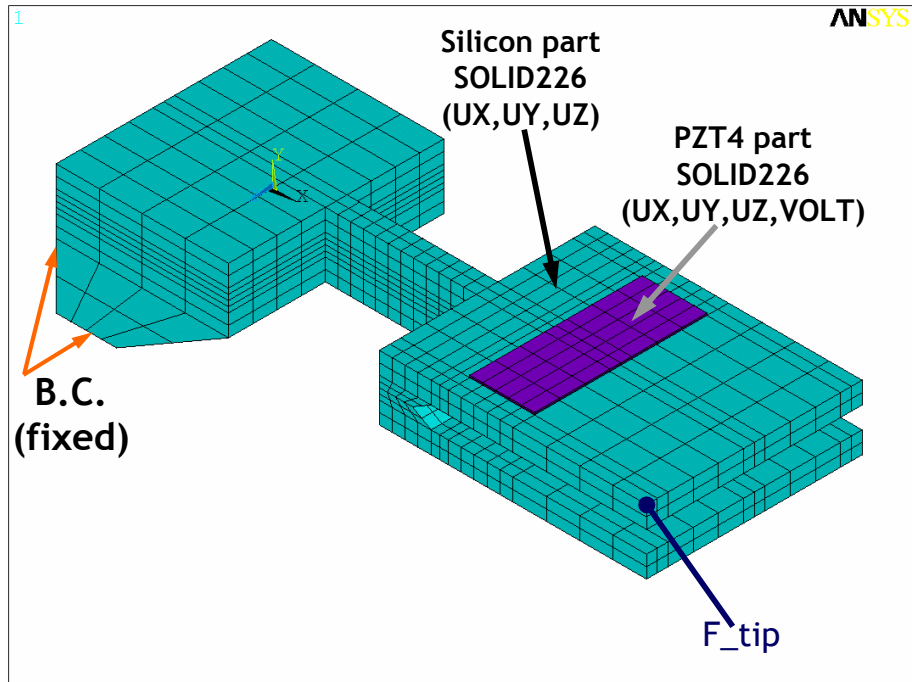 1
ANSYS
Silicon part
SOLID226
(UX,UY,UZ)
PZT4 part
SOLID226
(UX,UY,UZ,VOLT)
Y
X
B.C.
(fixed)
F_tip